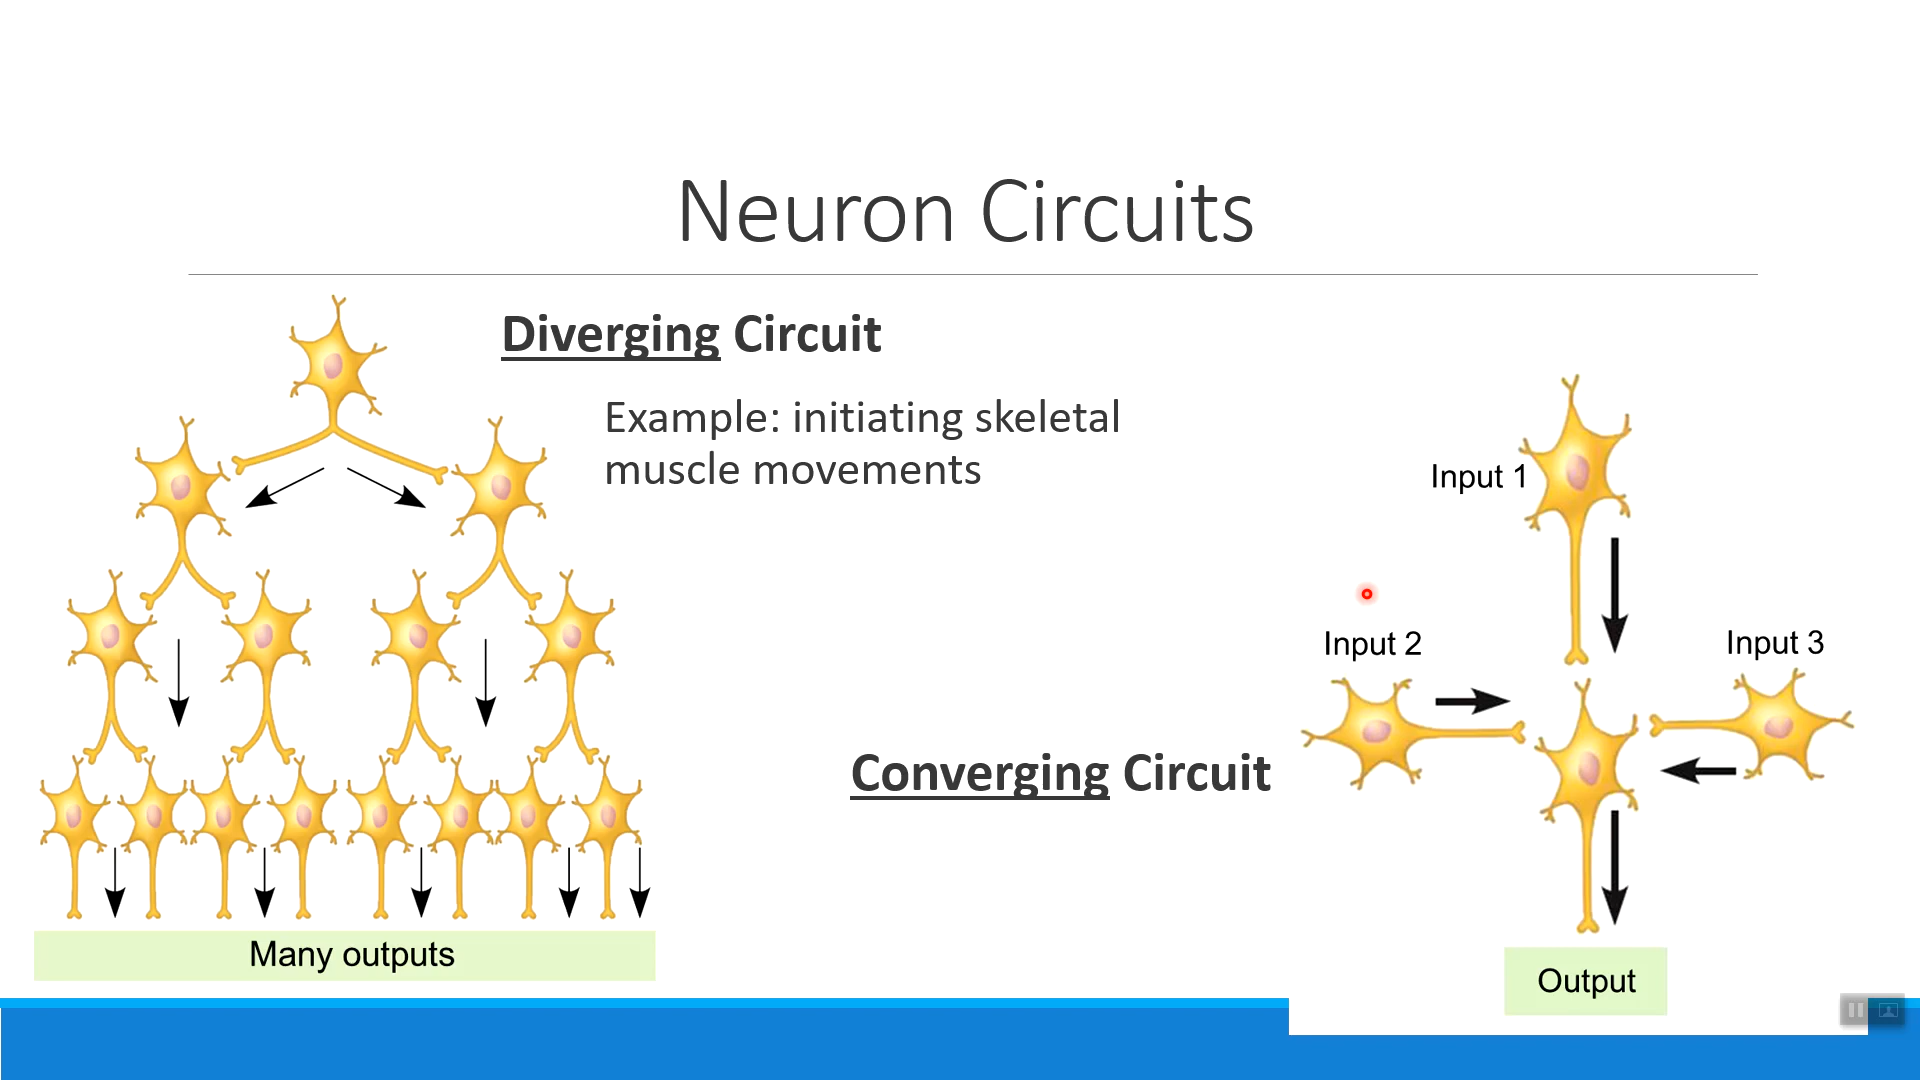 Neuron Circuits
Diverging Circuit
Example: initiating skeletal
muscle movements
Input 1
Input 2
Input 3
Converging Circuit
Many outputs
Output